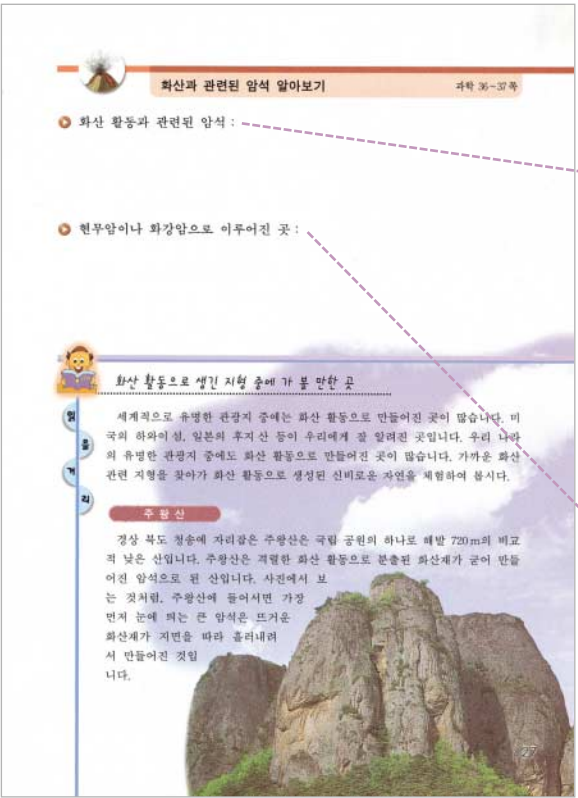 화산과 관련된 암석 알아보기
과학 36~37쪽
화산 활동과 관련된 암석 :
현무암이나 화강암으로 이루어진 곳 :
화산 활동으로 생긴 지형 중에 가 볼 만한 곳
읽을거리
세계적으로 유명한 관광지 중에는 화산 활동으로 만들어진 곳이 많습니다. 미
국의 하와이섬, 일본의 후지산 등이 우리에게 잘 알려진 곳입니다. 우리 나라
의 유명한 관광지 중에도 화산 활동으로 만들어진 곳이 많습니다. 가까운 화산
관련 지형을 찾아가 화산 활동으로 생성된 신비로운 자연을 체험하여 봅시다.
주왕산
경상 북도 청송에 자리잡은 주왕산은 국립 공원의 하나로 해발 720m의 비교
적 낮은 산입니다. 주왕산은 격렬한 화산 활동으로 분출된 화산재가 굳어 만들
어진 암석으로 된 산입니다. 사진에서 보
는 것처럼, 주왕산에 들어서면 가장
먼저 눈에 띄는 큰 암석은 뜨거운
화산재가 지면을 따라 흘러내려
서 만들어진 것입
니다.
27